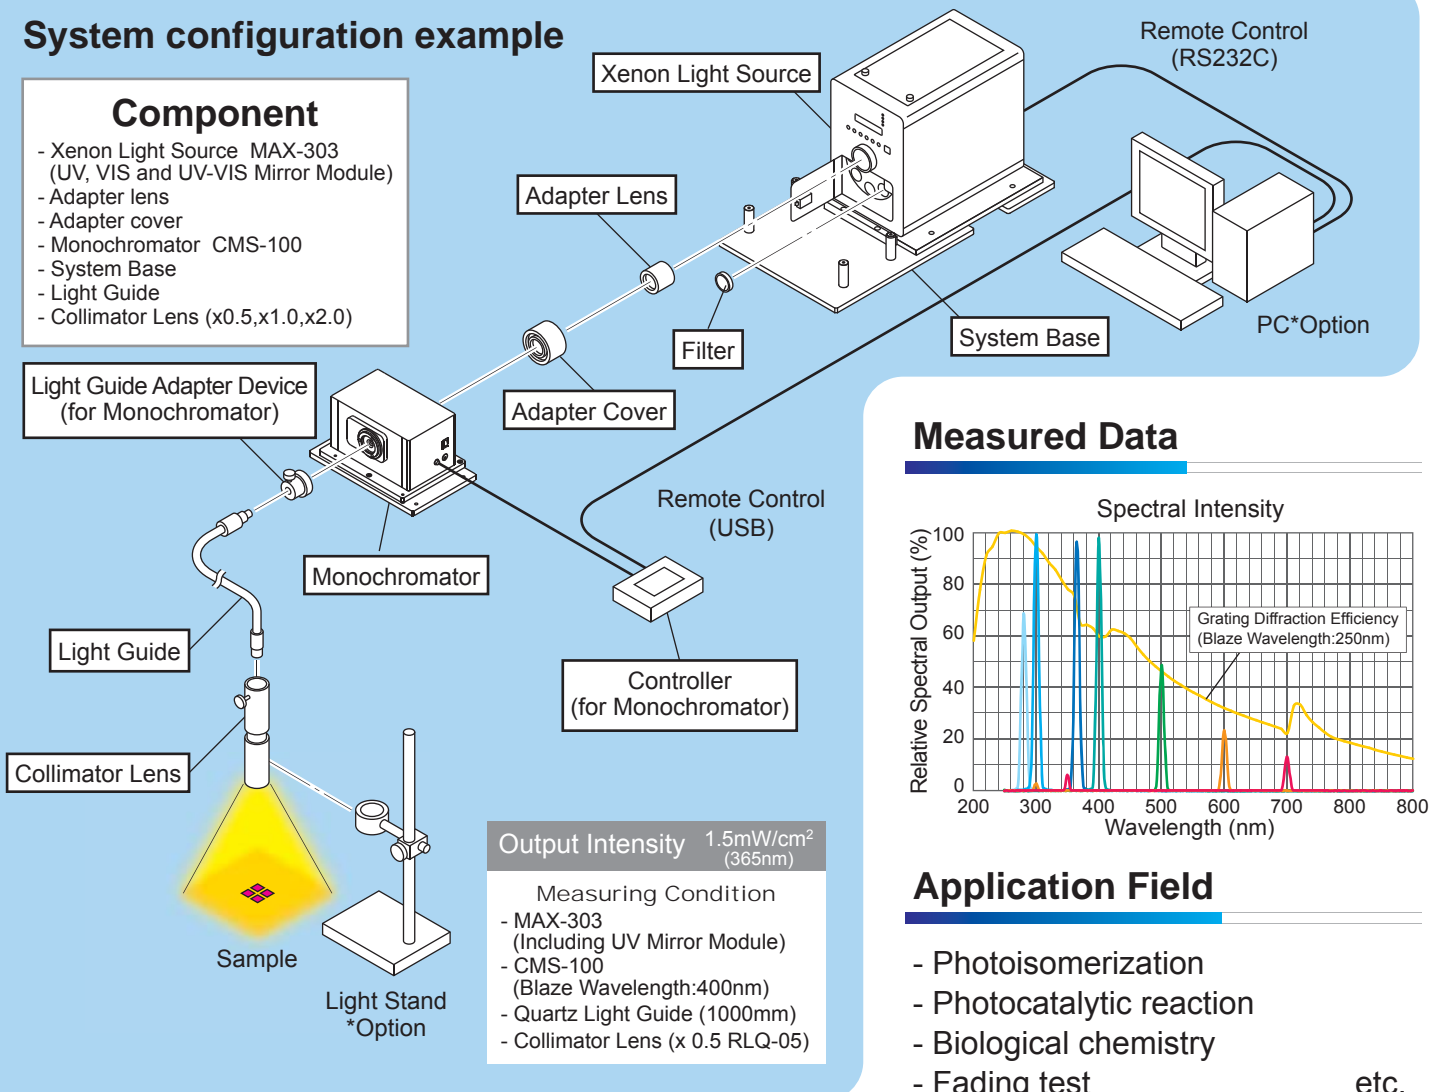 System configuration example
Component
- Xenon Light Source MAX-303
(UV, VIS and UV-VIS Mirror Module)
- Adapter lens
- Adapter cover
- Monochromator CMS-100
- System Base
- Light Guide
- Collimator Lens (x0.5,x1.0,x2.0)
Xenon Light Source
Remote Control
(RS232C)
Adapter Lens
Filter
System Base
PC*Option
Adapter Cover
Light Guide Adapter Device
(for Monochromator)
Monochromator
Remote Control
(USB)
Light Guide
Controller
(for Monochromator)
Collimator Lens
Sample
Light Stand
*Option
Output Intensity 1.5mW/cm²
(365nm)
Measuring Condition
- MAX-303
(Including UV Mirror Module)
- CMS-100
(Blaze Wavelength:400nm)
- Quartz Light Guide (1000mm)
- Collimator Lens (x 0.5 RLQ-05)
Measured Data
Spectral Intensity
Relative Spectral Output (%)
100
80
60
40
20
0
Grating Diffraction Efficiency
(Blaze Wavelength:250nm)
200 300 400 500 600 700 800 800
Wavelength (nm)
Application Field
- Photoisomerization
- Photocatalytic reaction
- Biological chemistry
- Fading test etc.